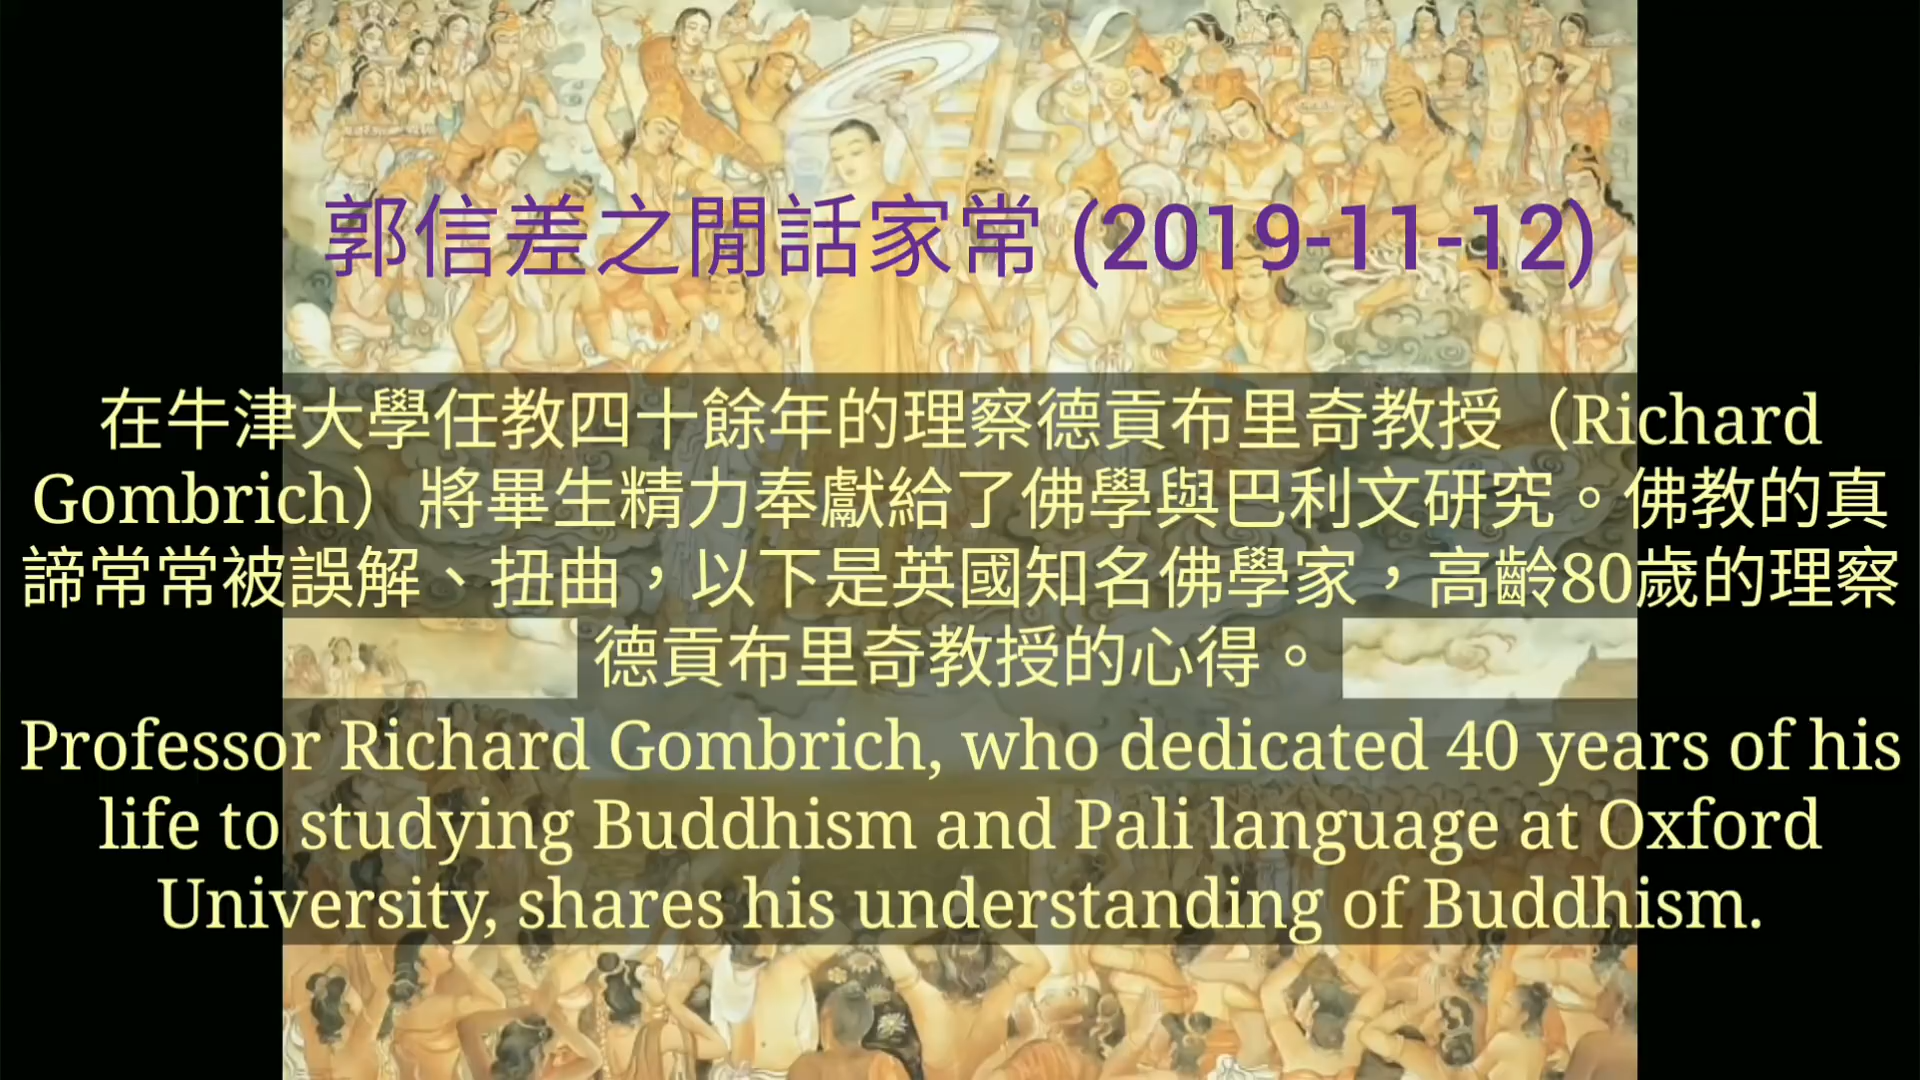 郭信差之閒話家常 (2019-11-12)
在牛津大學任教四十餘年的理察德貢布里奇教授（Richard
Gombrich）將畢生精力奉獻給了佛學與巴利文研究。佛教的真
諦常常被誤解、扭曲，以下是英國知名佛學家，高齡80歲的理察
德貢布里奇教授的心得。
Professor Richard Gombrich, who dedicated 40 years of his
life to studying Buddhism and Pali language at Oxford
University, shares his understanding of Buddhism.